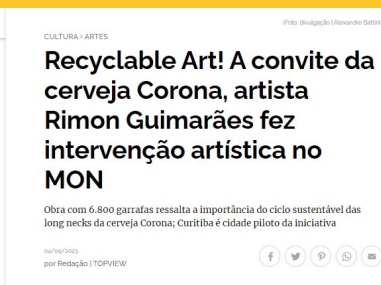 (Foto: divulgação | Alexandre Battini
CULTURA > ARTES
Recyclable Art! A convite da
cerveja Corona, artista
Rimon Guimarães fez
intervenção artística no
MON
Obra com 6.800 garrafas ressalta a importância do ciclo sustentável das
long necks da cerveja Corona; Curitiba é cidade piloto da iniciativa
04/09/2023
por Redação | TOPVIEW